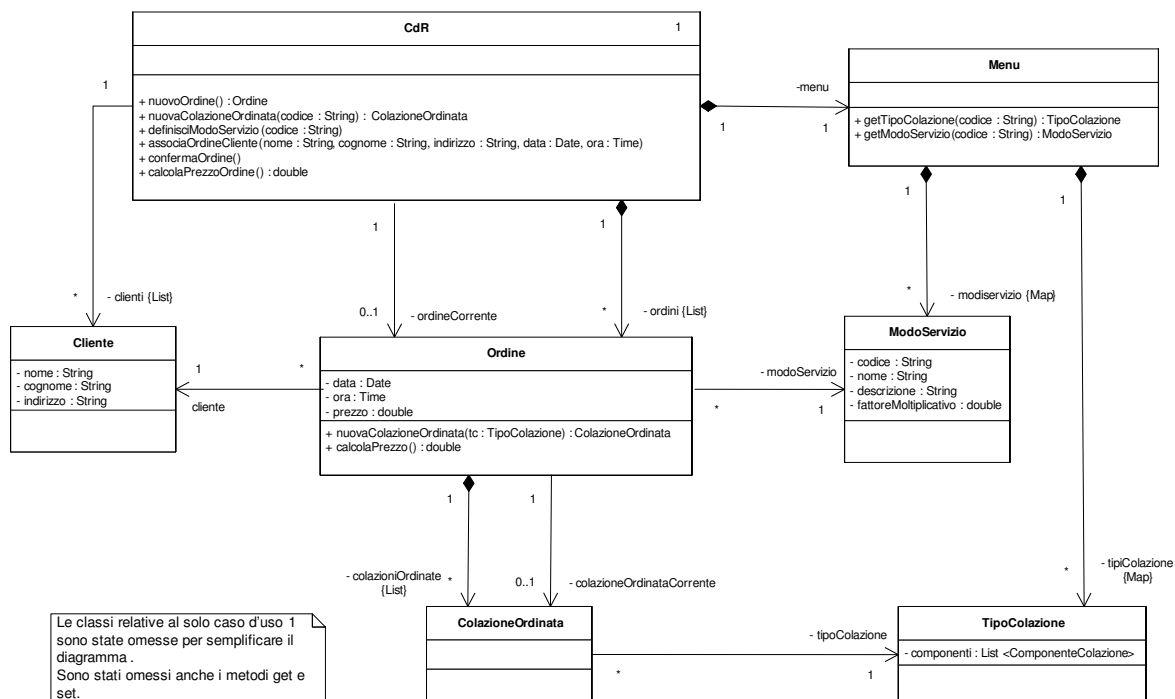 CdR
1
+ nuovoOrdine() : Ordine
+ nuovaColazioneOrdinata(codice : String) : ColazioneOrdinata
+ definisciModoServizio(codice : String)
+ associaOrdineCliente(nome : String, cognome : String, indirizzo : String, data : Date, ora : Time)
+ confermaOrdine()
+ calcolaPrezzoOrdine() : double
-menu
1
1
Menu
+ getTipoColazione(codice : String) : TipoColazione
+ getModoServizio(codice : String) : ModoServizio
1
*
- clienti {List}
1
0..1
- ordineCorrente
1
*
- ordini {List}
1
*
- modiservizio {Map}
1
*
- tipiColazione
{Map}
Cliente
- nome : String
- cognome : String
- indirizzo : String
1
*
cliente
Ordine
- data : Date
- ora : Time
- prezzo : double
+ nuovaColazioneOrdinata(tc : TipoColazione) : ColazioneOrdinata
+ calcolaPrezzo() : double
- modoServizio
*
1
ModoServizio
- codice : String
- nome : String
- descrizione : String
- fattoreMoltiplicativo : double
1
- colazioniOrdinate
{List}
*
1
0..1
- colazioneOrdinataCorrente
ColazioneOrdinata
- tipoColazione
*
1
TipoColazione
- componenti : List <ComponenteColazione>
Le classi relative al solo caso d'uso 1
sono state omesse per semplificare il
diagramma .
Sono stati omessi anche i metodi get e
set.